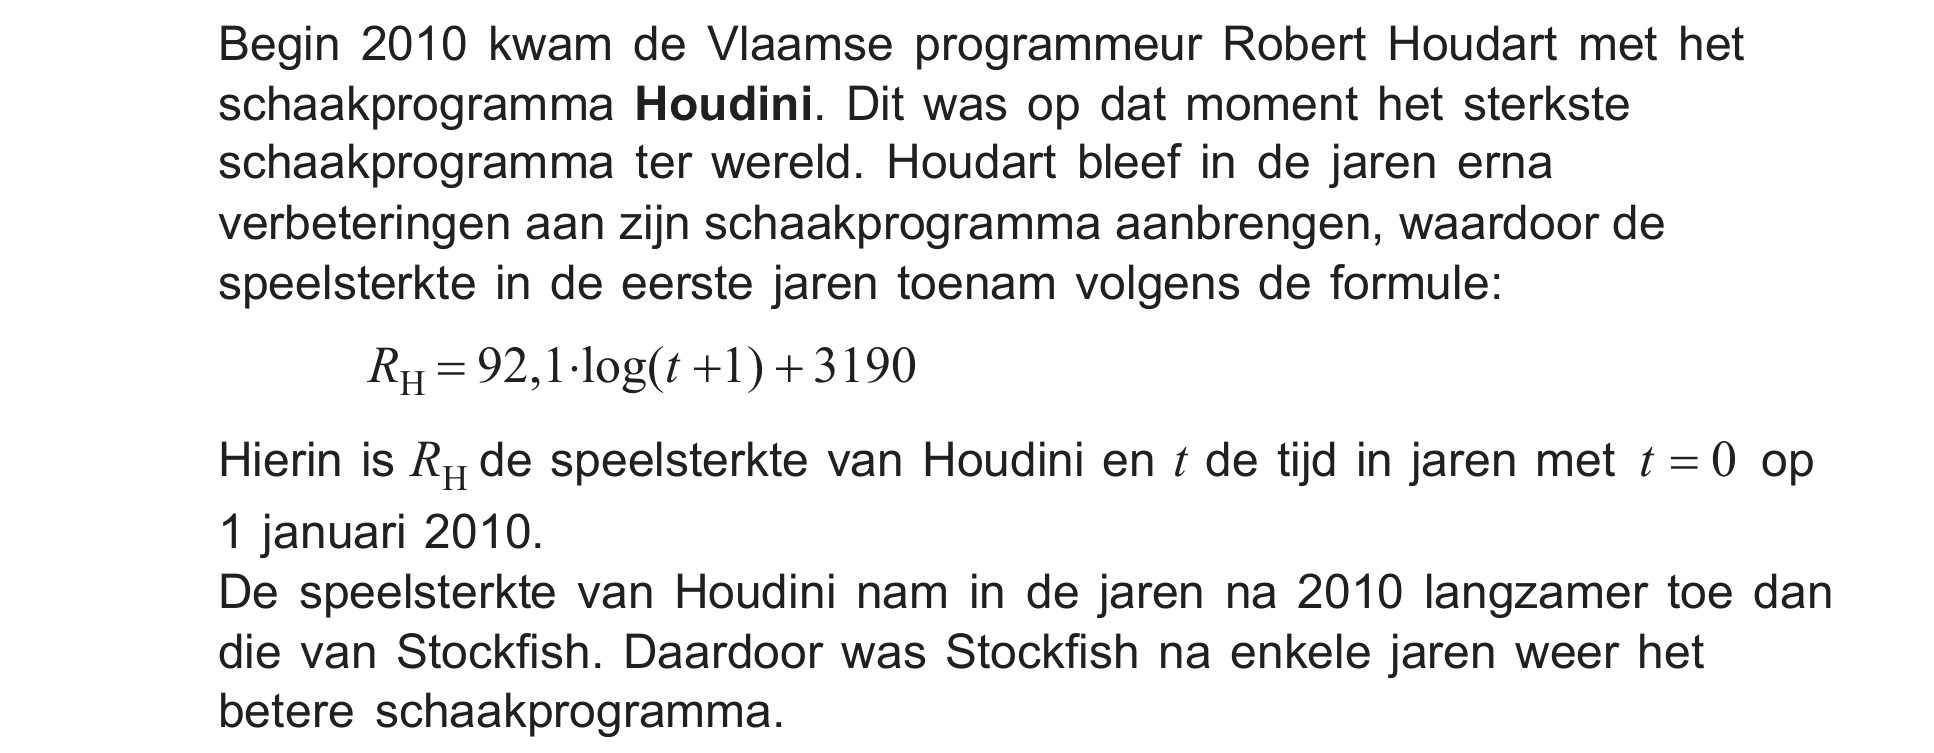 Begin 2010 kwam de Vlaamse programmeur Robert Houdart met het
schaakprogramma Houdini. Dit was op dat moment het sterkste
schaakprogramma ter wereld. Houdart bleef in de jaren erna
verbeteringen aan zijn schaakprogramma aanbrengen, waardoor de
speelsterkte in de eerste jaren toenam volgens de formule:
R_H = 92,1·log(t +1) + 3190
Hierin is R_H de speelsterkte van Houdini en t de tijd in jaren met t = 0 op
1 januari 2010.
De speelsterkte van Houdini nam in de jaren na 2010 langzamer toe dan
die van Stockfish. Daardoor was Stockfish na enkele jaren weer het
betere schaakprogramma.